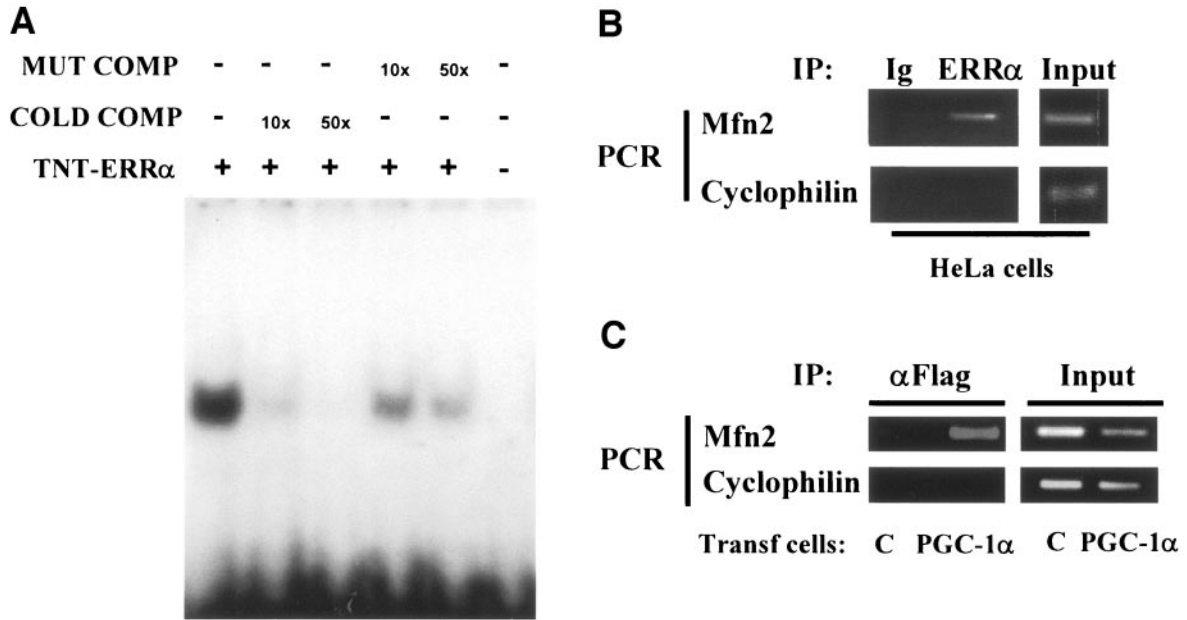 A
MUT COMP - - - 10x 50x -
COLD COMP - 10x 50x - - -
TNT-ERRα + + + + + -
B
IP: Ig ERRα Input
PCR
Mfn2
Cyclophilin
HeLa cells
C
IP: αFlag Input
PCR
Mfn2
Cyclophilin
Transf cells: C PGC-1α C PGC-1α